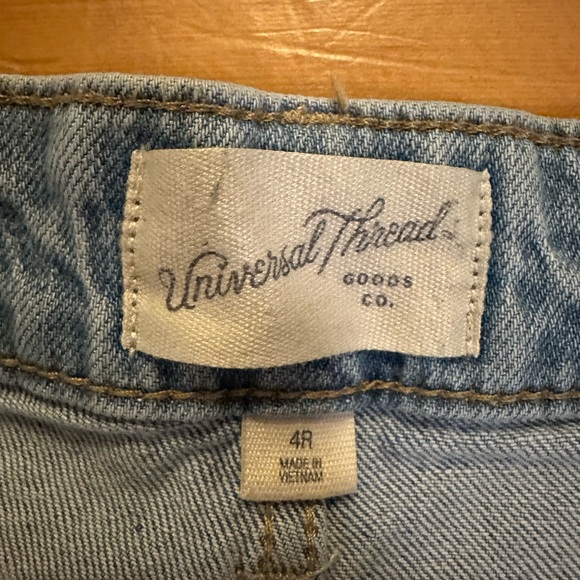 Universal Thread
GOODS
CO.
4R
MADE IN
VIETNAM